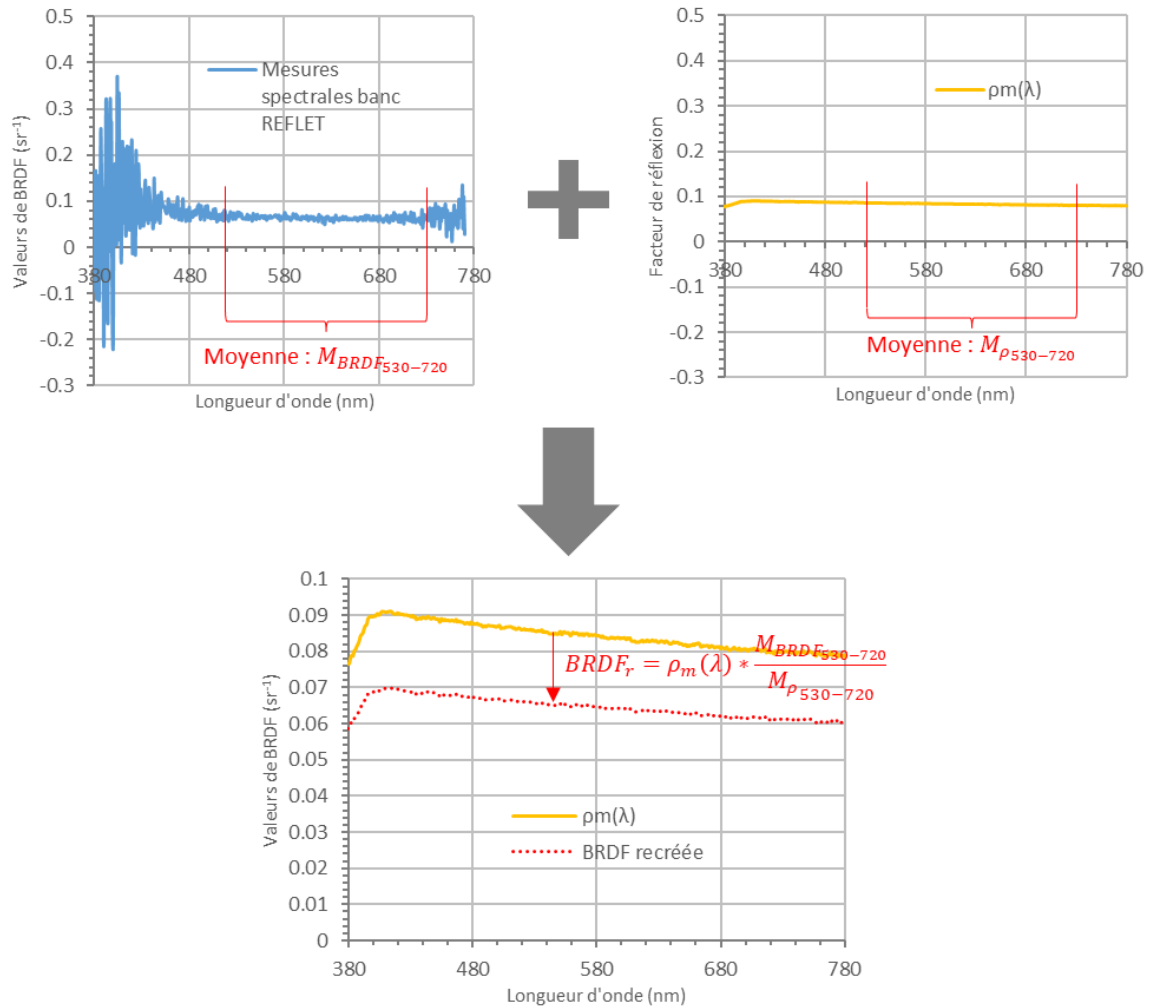 0.5
0.4
0.3
0.2
0.1
0
-0.1
-0.2
-0.3
380 480 580 680 780
Valeurs de BRDF (sr-1)
Longueur d'onde (nm)
Mesures
spectrales banc
REFLET
Moyenne : M_BRDF_530−720
0.5
0.4
0.3
0.2
0.1
0
-0.1
-0.2
-0.3
380 480 580 680 780
Facteur de réflexion
Longueur d'onde (nm)
ρm(λ)
Moyenne : M_ρ_530−720
0.1
0.09
0.08
0.07
0.06
0.05
0.04
0.03
0.02
0.01
0
380 480 580 680 780
Valeurs de BRDF (sr-1)
Longueur d'onde (nm)
BRDF_r = ρ_m(λ) * M_BRDF_530−720 / M_ρ_530−720
ρm(λ)
BRDF recréée